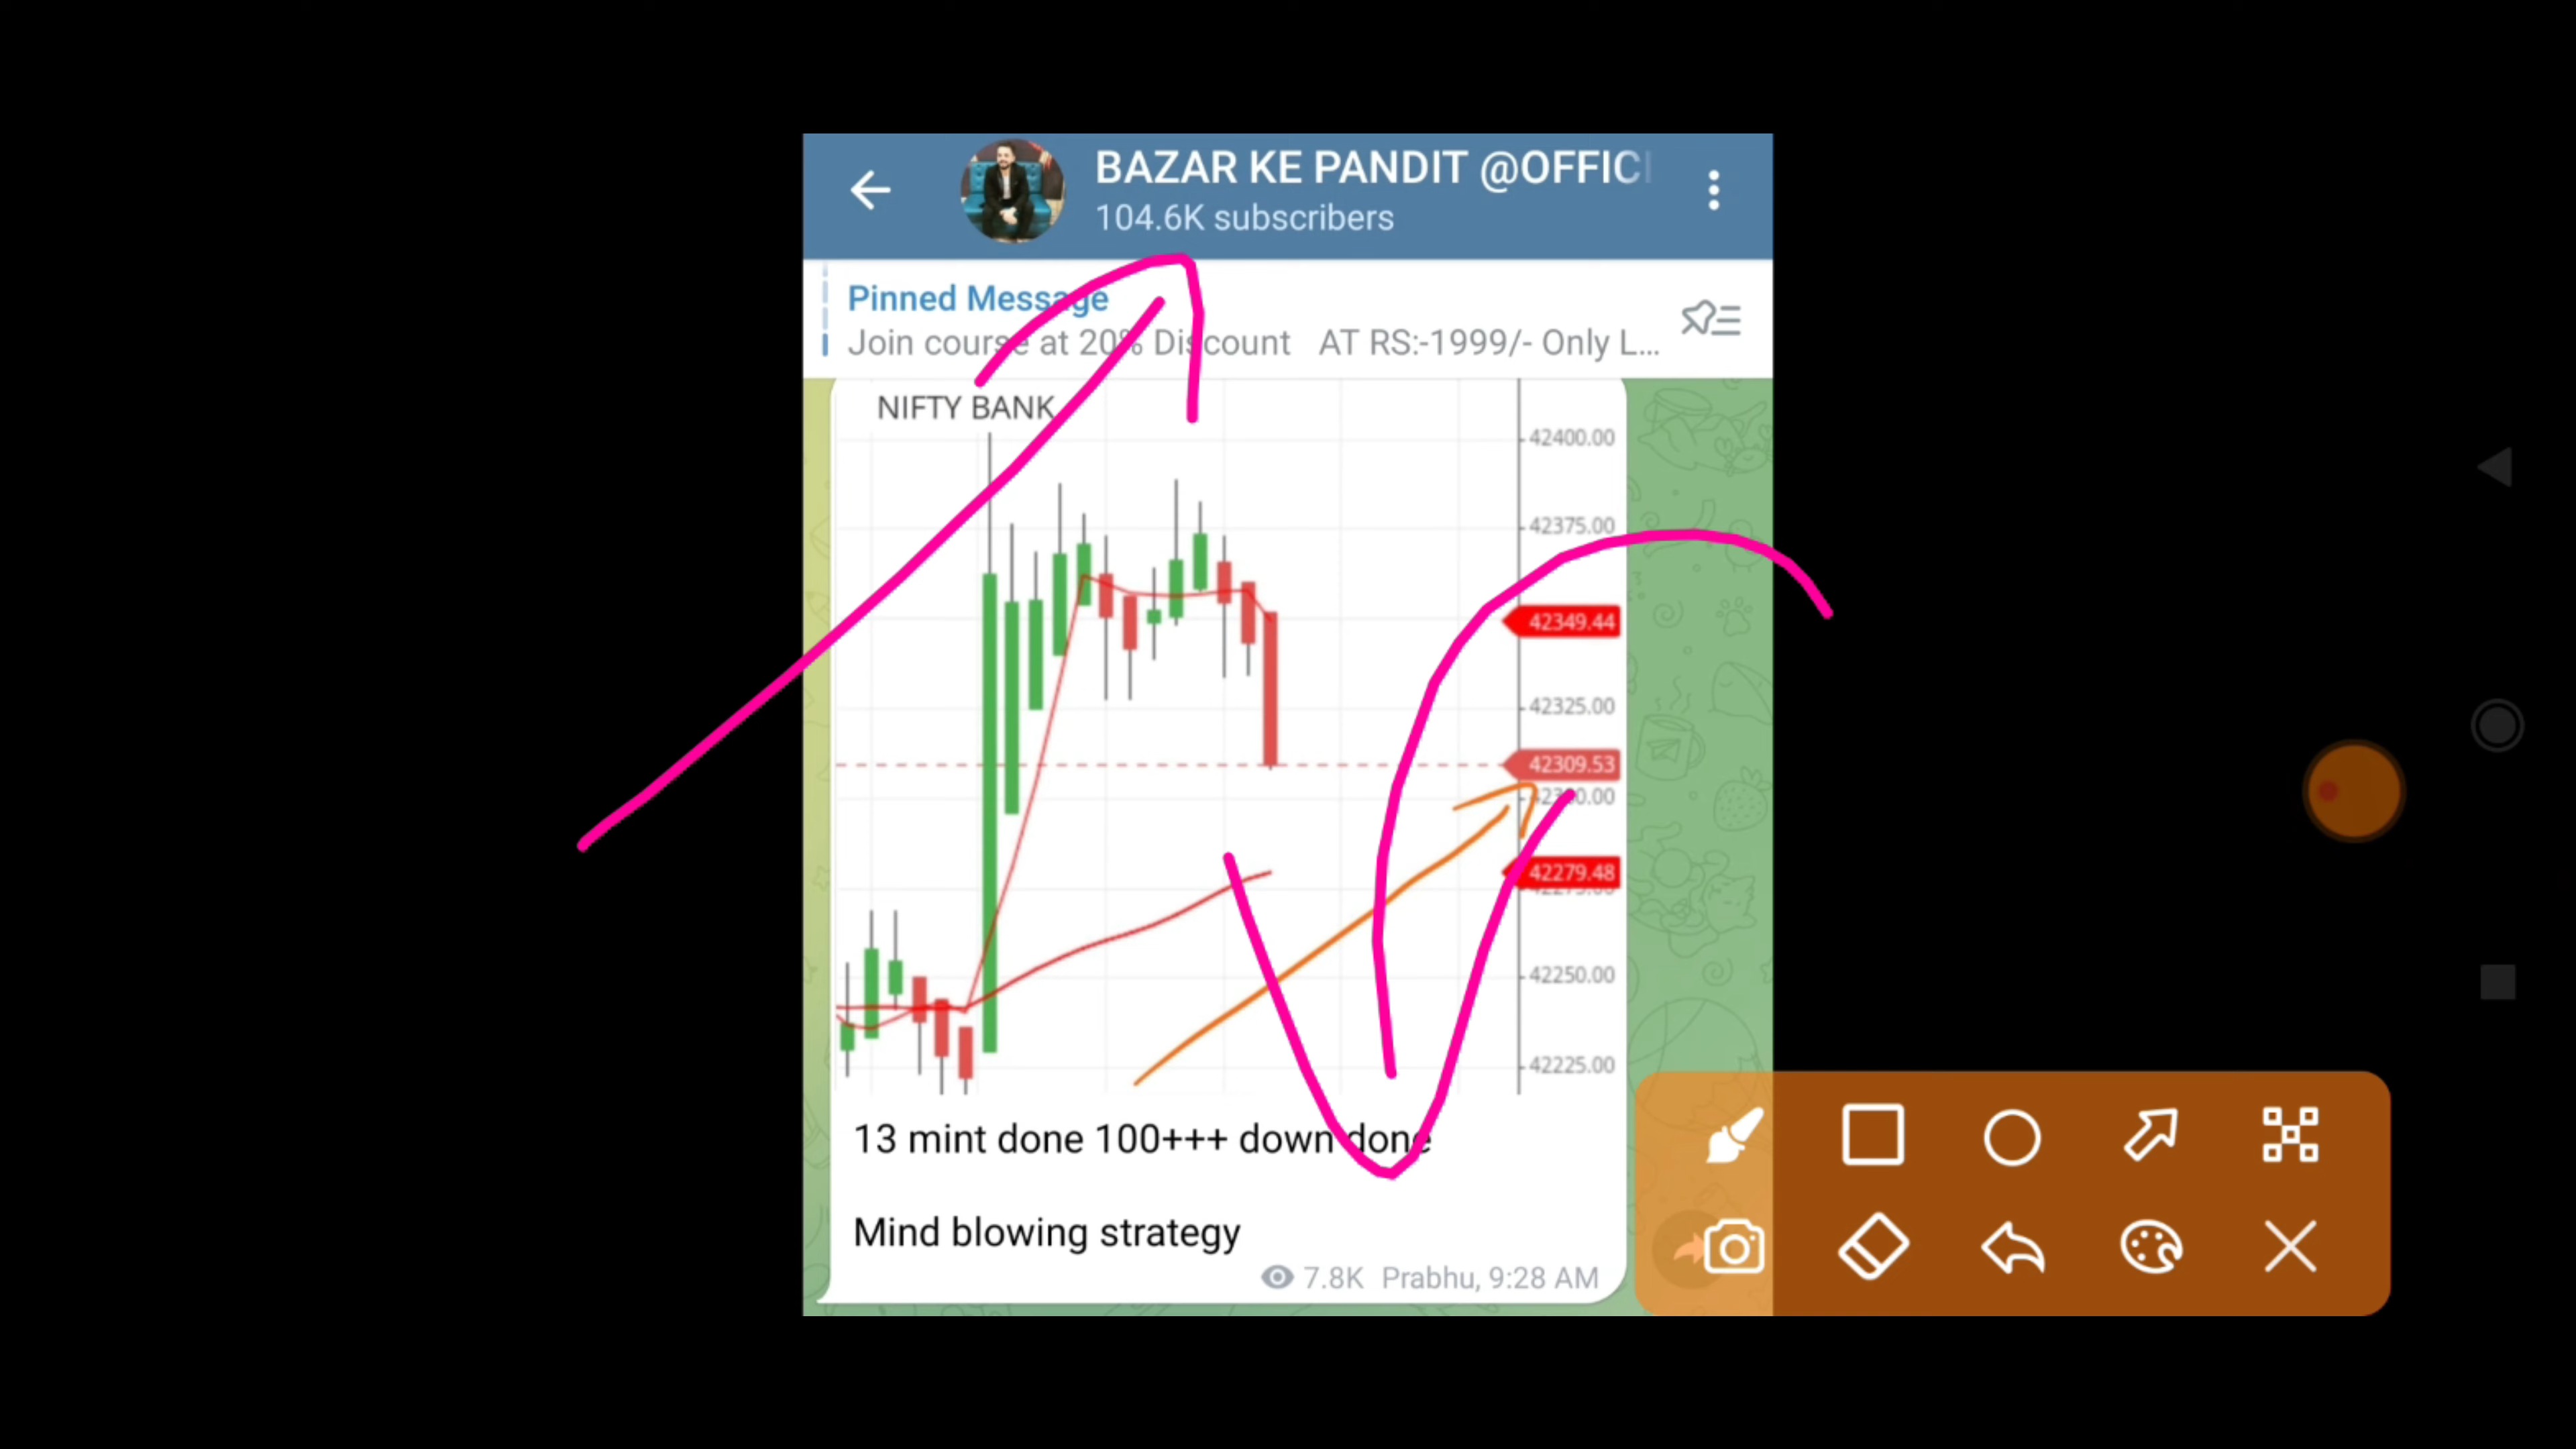 BAZAR KE PANDIT @OFFICI
104.6K subscribers
Pinned Message
Join course at 20% Discount AT RS:-1999/- Only L...
NIFTY BANK
42400.00
42375.00
42349.44
42325.00
42309.53
42279.48
42250.00
42225.00
13 mint done 100+++ down done
Mind blowing strategy
7.8K Prabhu, 9:28 AM